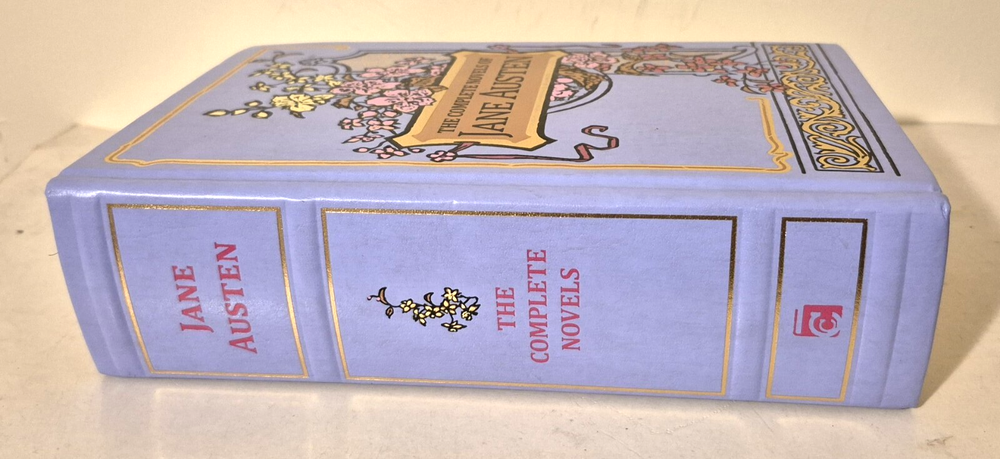 THE COMPLETE NOVELS OF
JANE AUSTEN
JANE
AUSTEN
THE
COMPLETE
NOVELS
C